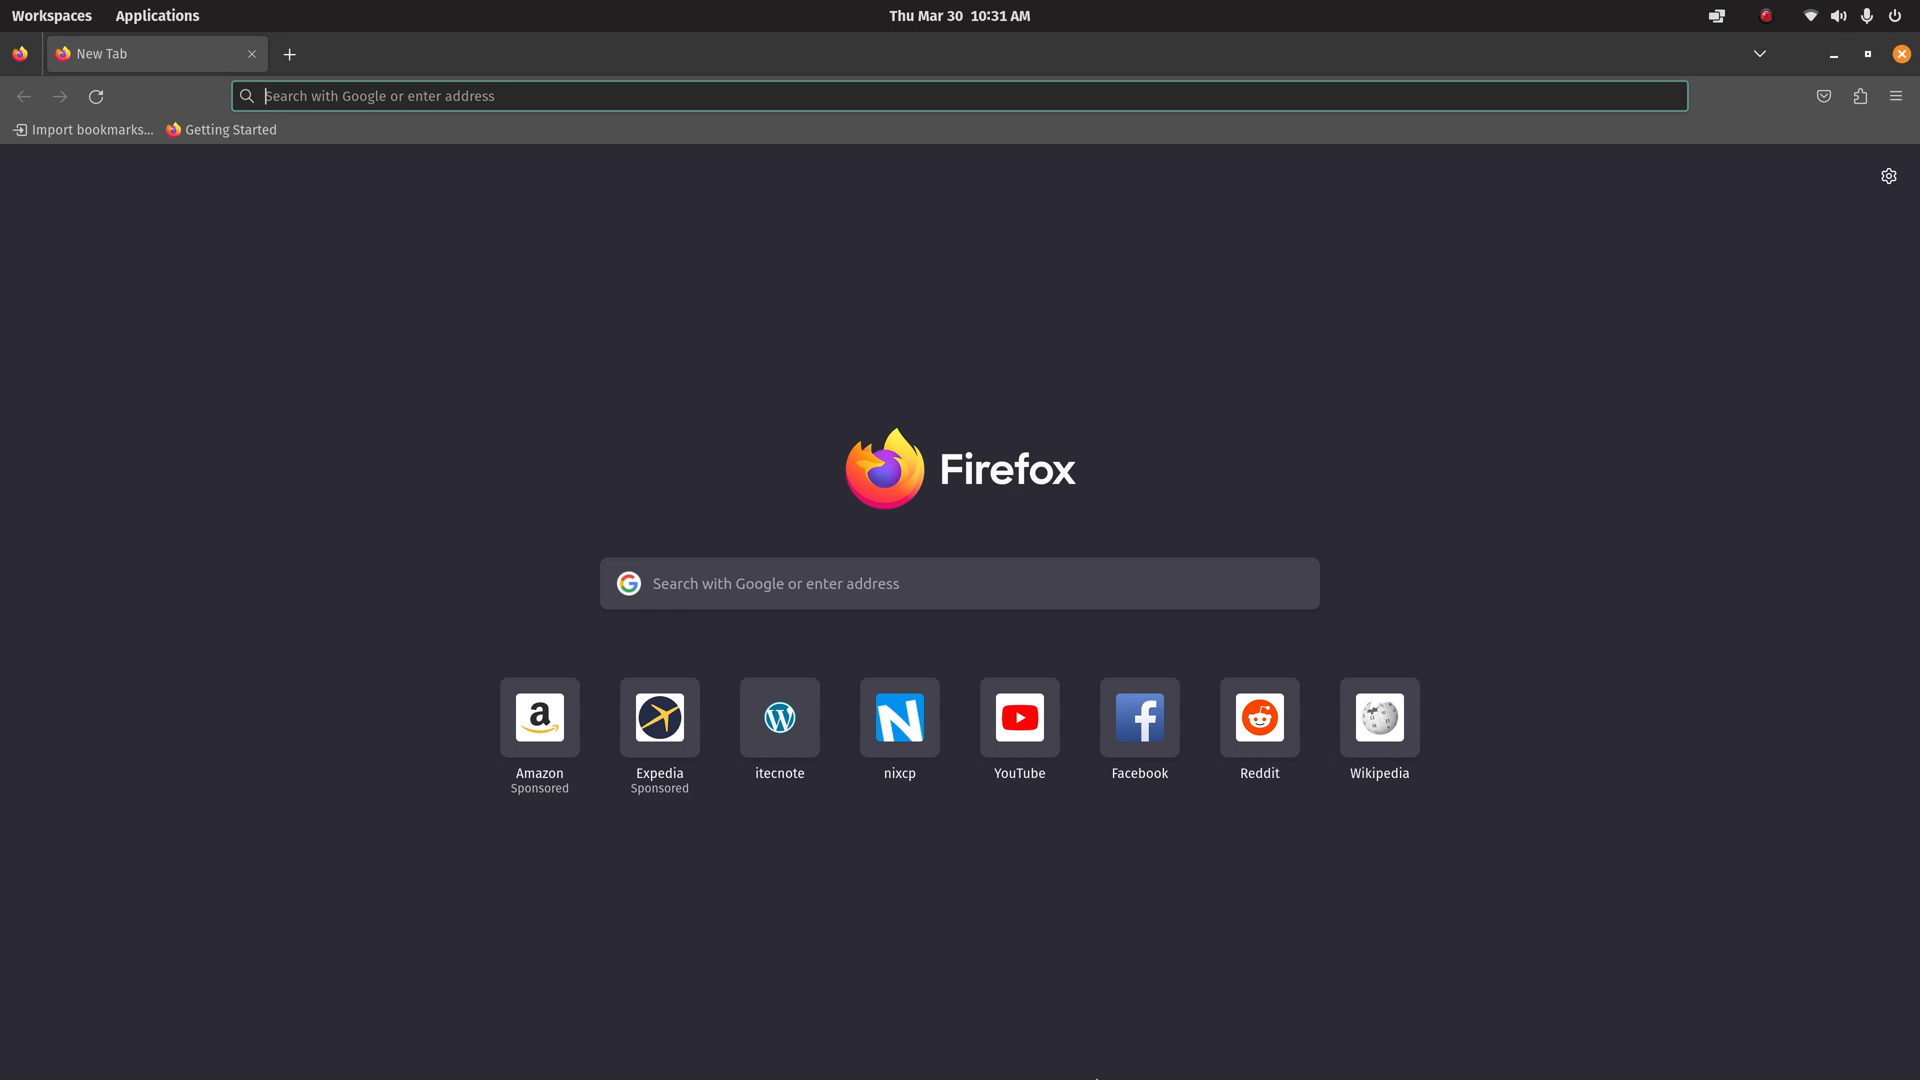 Workspaces Applications Thu Mar 30 10:31 AM
New Tab
Search with Google or enter address
Import bookmarks... Getting Started
Firefox
Search with Google or enter address
Amazon Expedia itecnote nixcp YouTube Facebook Reddit Wikipedia
Sponsored Sponsored